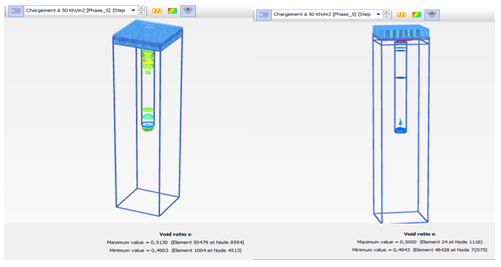 Chargement à 50 KN/m2 [Phase_5] (Step
Chargement à 50 KN/m2 [Phase_5] (Step
Void ratio e
Maximum value = 0,5130 (Element 50479 at Node 8594)
Minimum value = 0,4903 (Element 1004 at Node 4513)
Void ratio e
Maximum value = 0,5000 (Element 24 at Node 1116)
Minimum value = 0,4943 (Element 48428 at Node 72575)